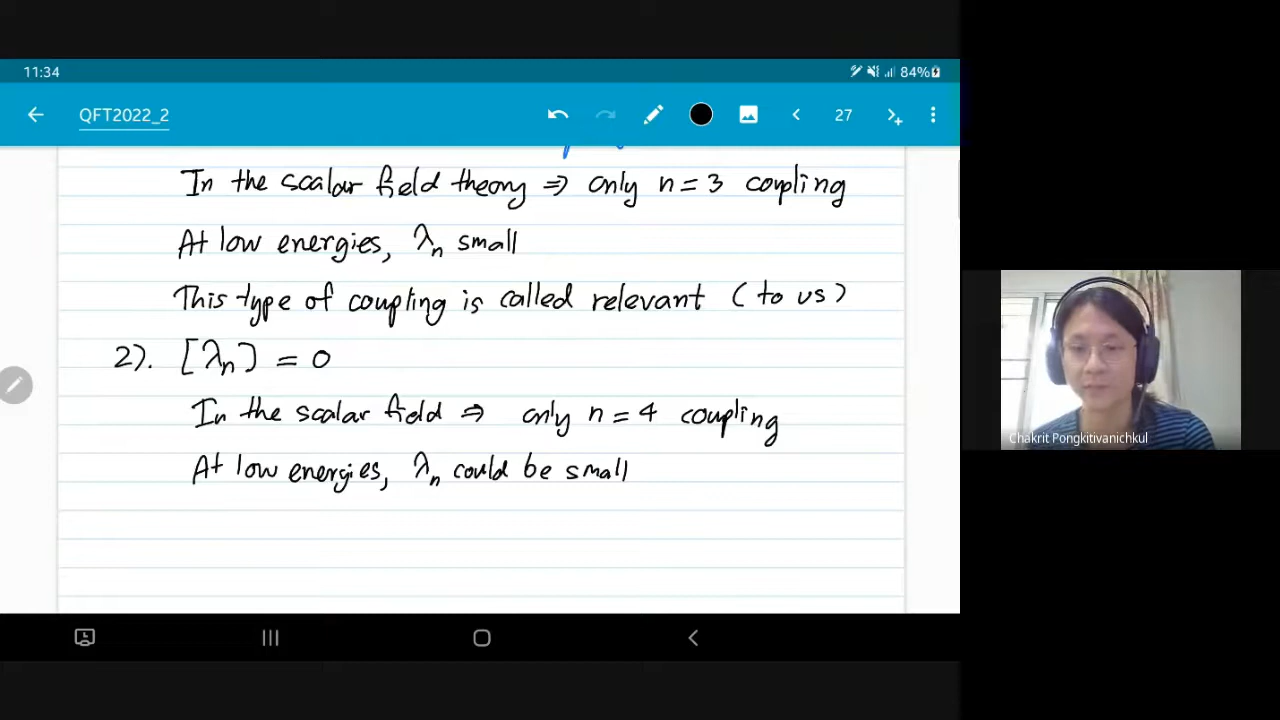 11:34
84%
QFT2022_2
27
In the scalar field theory ⇒ only n = 3 coupling
At low energies, λn small
This type of coupling is called relevant (to us)
2). [λn] = 0
In the scalar field ⇒ only n = 4 coupling
At low energies, λn could be small
Chakrit Pongkitivanichkul